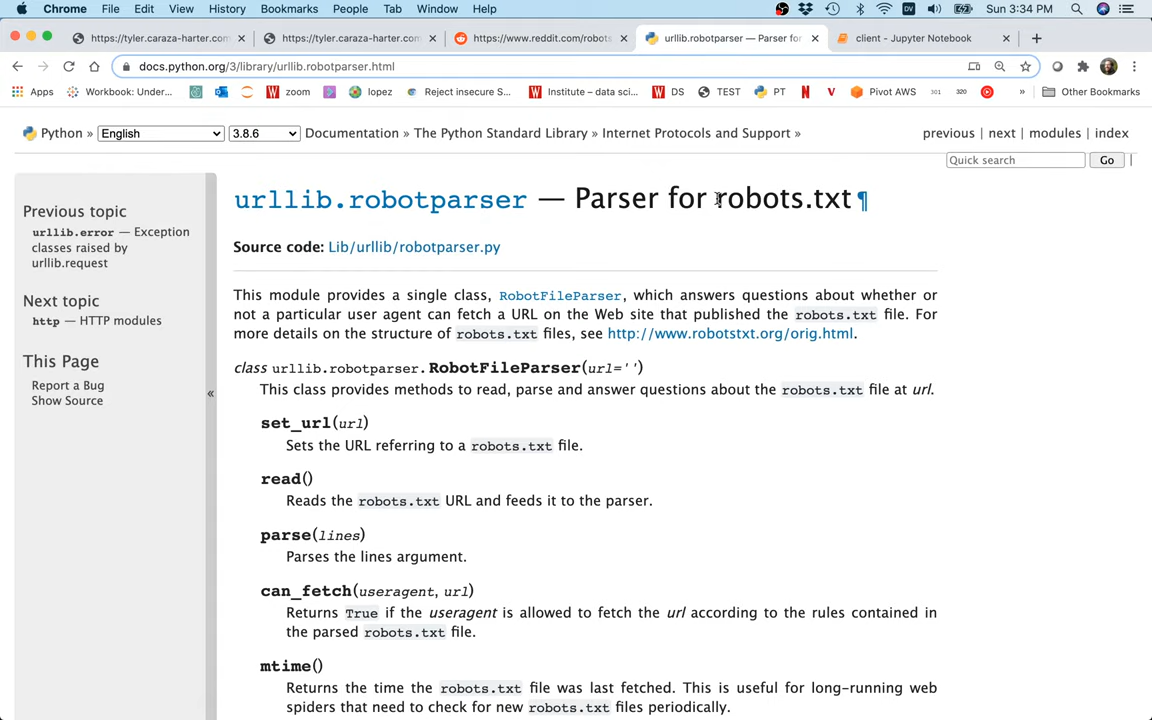 Chrome File Edit View History Bookmarks People Tab Window Help DV Sun 3:34 PM
https://tyler.caraza-harter.com × https://tyler.caraza-harter.com × https://www.reddit.com/robots × urllib.robotparser — Parser for × client - Jupyter Notebook × +
docs.python.org/3/library/urllib.robotparser.html
Apps Workbook: Under... zoom lopez Reject insecure S... Institute – data sci... DS TEST PT Pivot AWS 301 320 » Other Bookmarks
Python » English 3.8.6 Documentation » The Python Standard Library » Internet Protocols and Support » previous | next | modules | index
Quick search Go |
urllib.robotparser — Parser for robots.txt ¶
Source code: Lib/urllib/robotparser.py
Previous topic
urllib.error — Exception
classes raised by
urllib.request
Next topic
http — HTTP modules
This Page
Report a Bug
Show Source
«
This module provides a single class, RobotFileParser, which answers questions about whether or
not a particular user agent can fetch a URL on the Web site that published the robots.txt file. For
more details on the structure of robots.txt files, see http://www.robotstxt.org/orig.html.
class urllib.robotparser.RobotFileParser(url='')
This class provides methods to read, parse and answer questions about the robots.txt file at url.
set_url(url)
Sets the URL referring to a robots.txt file.
read()
Reads the robots.txt URL and feeds it to the parser.
parse(lines)
Parses the lines argument.
can_fetch(useragent, url)
Returns True if the useragent is allowed to fetch the url according to the rules contained in
the parsed robots.txt file.
mtime()
Returns the time the robots.txt file was last fetched. This is useful for long-running web
spiders that need to check for new robots.txt files periodically.